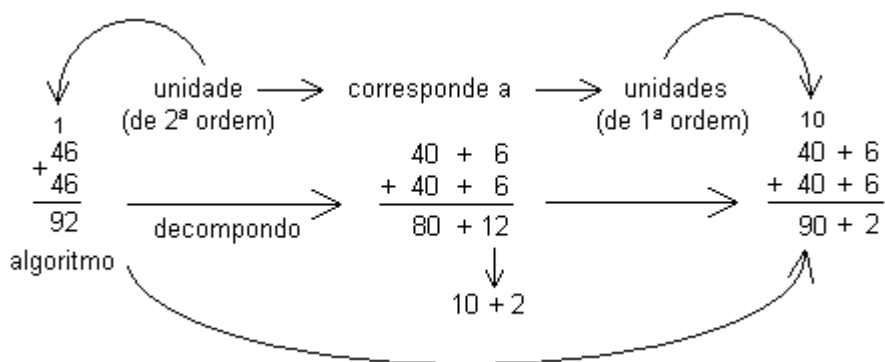 unidade → corresponde a → unidades
(de 2ª ordem) (de 1ª ordem)
1
+ 46
46
92
algoritmo
decompondo
40 + 6
+ 40 + 6
80 + 12
10 + 2
10
40 + 6
+ 40 + 6
90 + 2